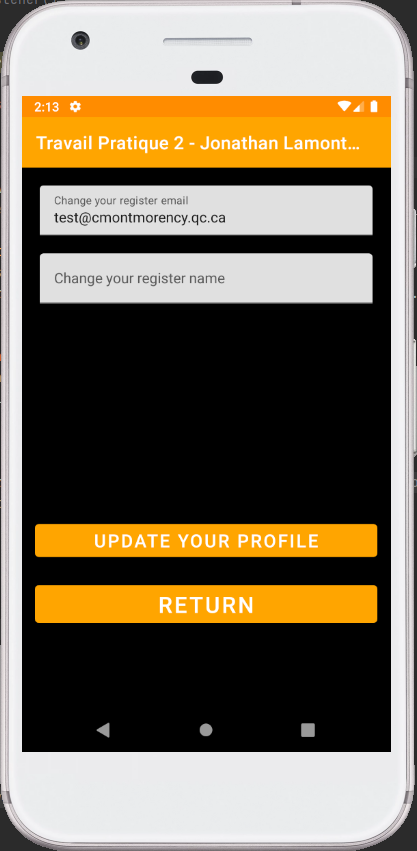 2:13
Travail Pratique 2 - Jonathan Lamont…
Change your register email
test@cmontmorency.qc.ca
Change your register name
UPDATE YOUR PROFILE
RETURN